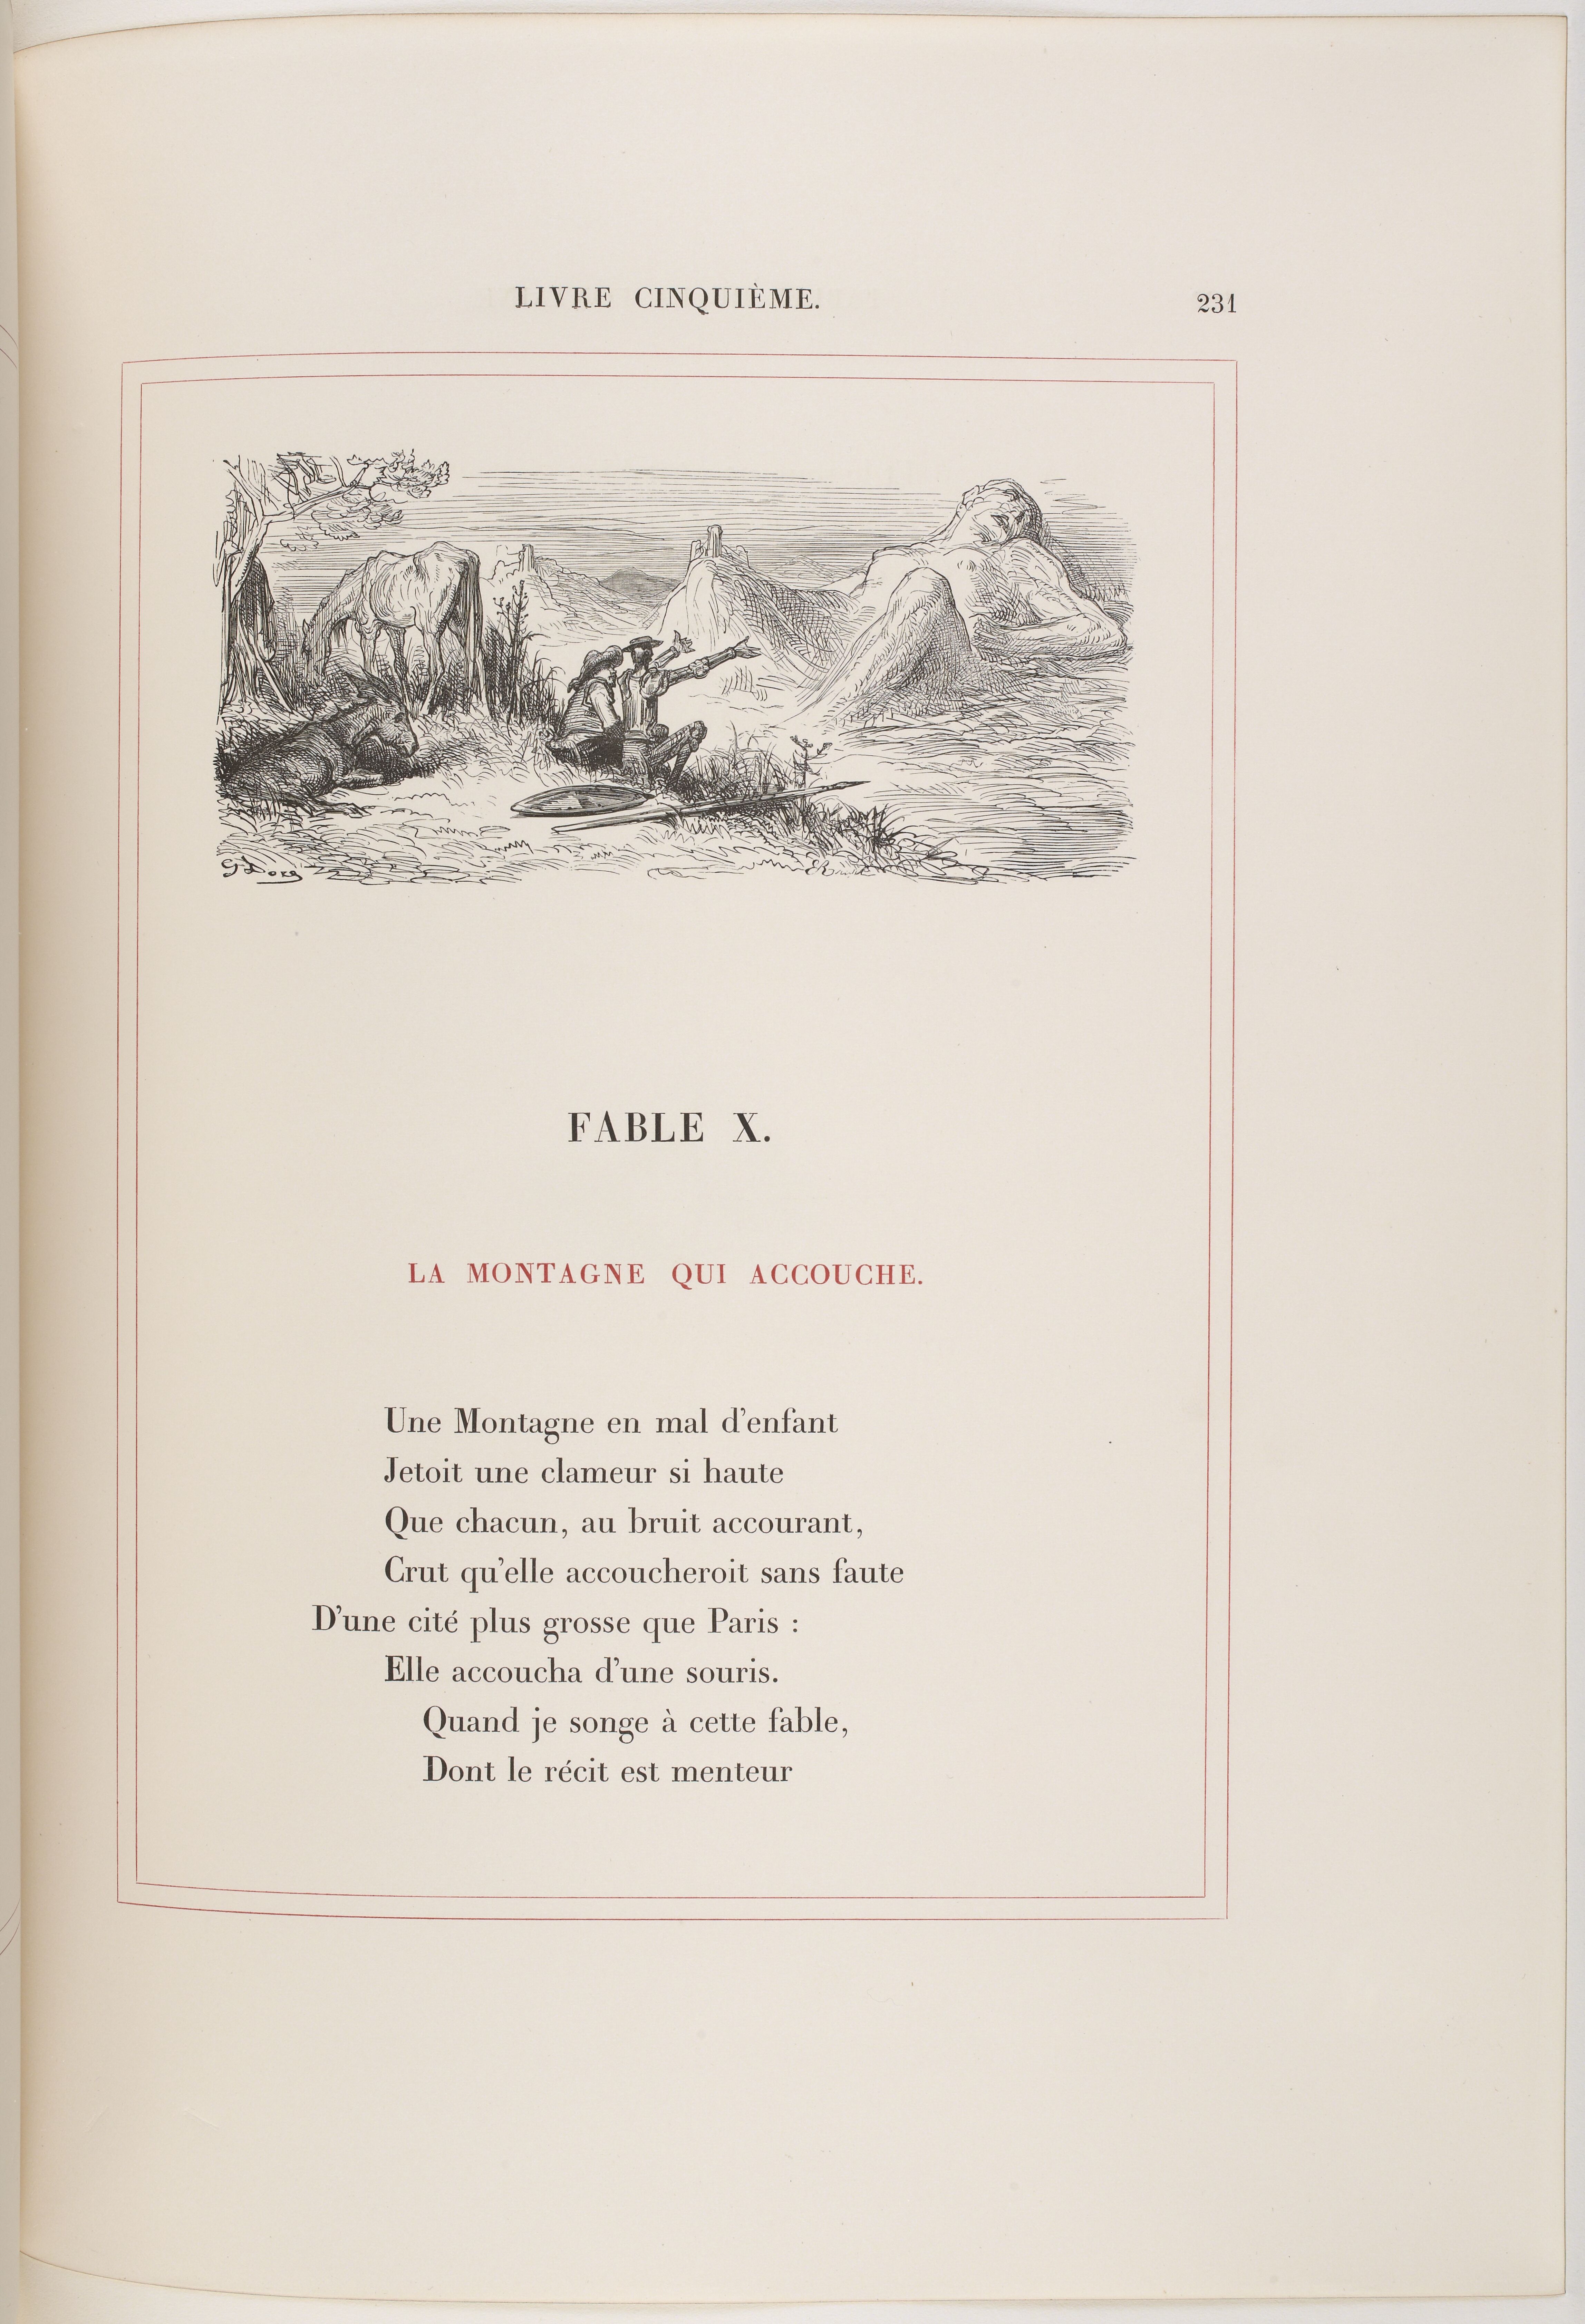 LIVRE CINQUIÈME.
231
G Doré
FABLE X.
LA MONTAGNE QUI ACCOUCHE.
Une Montagne en mal d'enfant
Jetoit une clameur si haute
Que chacun, au bruit accourant,
Crut qu'elle accoucheroit sans faute
D'une cité plus grosse que Paris :
Elle accoucha d'une souris.
Quand je songe à cette fable,
Dont le récit est menteur